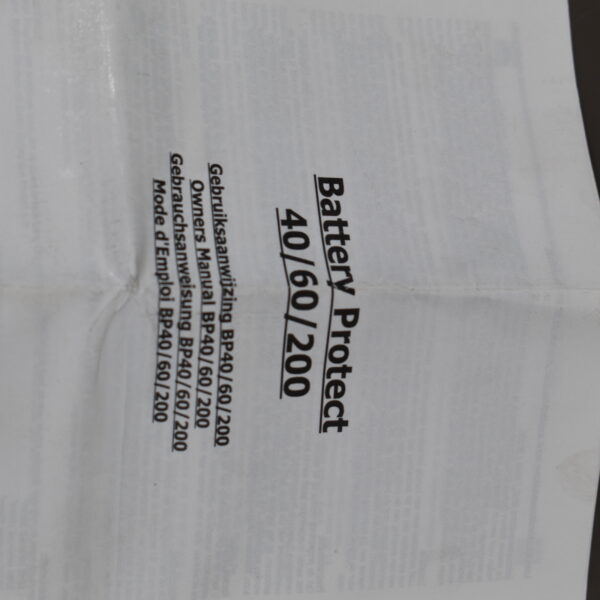 Battery Protect
40/60/200
Gebruiksaanwijzing BP40/60/200
Owners Manual BP40/60/200
Gebrauchsanweisung BP40/60/200
Mode d'Emploi BP40/60/200